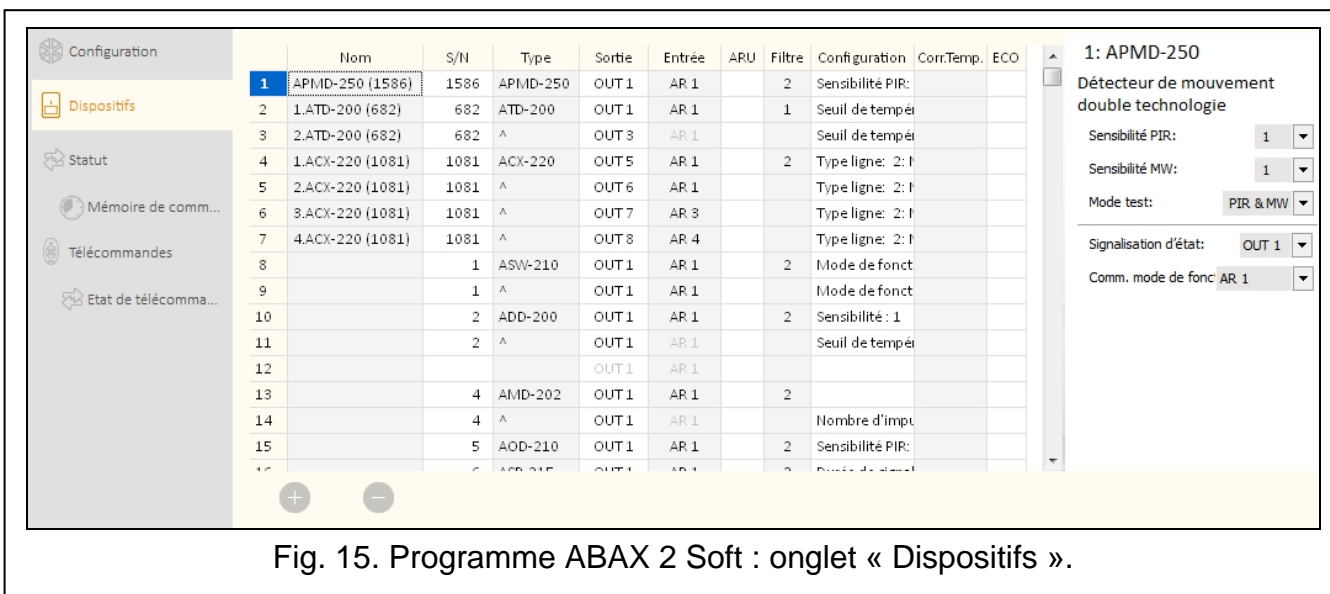 Configuration
Dispositifs
Statut
Mémoire de comm...
Télécommandes
Etat de télécomma...
Nom S/N Type Sortie Entrée ARU Filtre Configuration Corr.Temp. ECO
1 APMD-250 (1586) 1586 APMD-250 OUT 1 AR 1 2 Sensibilité PIR:
2 1.ATD-200 (682) 682 ATD-200 OUT 1 AR 1 1 Seuil de tempér
3 2.ATD-200 (682) 682 ^ OUT 3 AR 1 Seuil de tempér
4 1.ACX-220 (1081) 1081 ACX-220 OUT 5 AR 1 2 Type ligne: 2: N
5 2.ACX-220 (1081) 1081 ^ OUT 6 AR 1 Type ligne: 2: N
6 3.ACX-220 (1081) 1081 ^ OUT 7 AR 3 Type ligne: 2: N
7 4.ACX-220 (1081) 1081 ^ OUT 8 AR 4 Type ligne: 2: N
8 1 ASW-210 OUT 1 AR 1 2 Mode de fonct
9 1 ^ OUT 1 AR 1 Mode de fonct
10 2 ADD-200 OUT 1 AR 1 2 Sensibilité : 1
11 2 ^ OUT 1 AR 1 Seuil de tempér
12 OUT 1 AR 1
13 4 AMD-202 OUT 1 AR 1 2
14 4 ^ OUT 1 AR 1 Nombre d'impu
15 5 AOD-210 OUT 1 AR 1 2 Sensibilité PIR:
1: APMD-250
Détecteur de mouvement
double technologie
Sensibilité PIR: 1
Sensibilité MW: 1
Mode test: PIR & MW
Signalisation d'état: OUT 1
Comm. mode de fonc AR 1
Fig. 15. Programme ABAX 2 Soft : onglet « Dispositifs ».